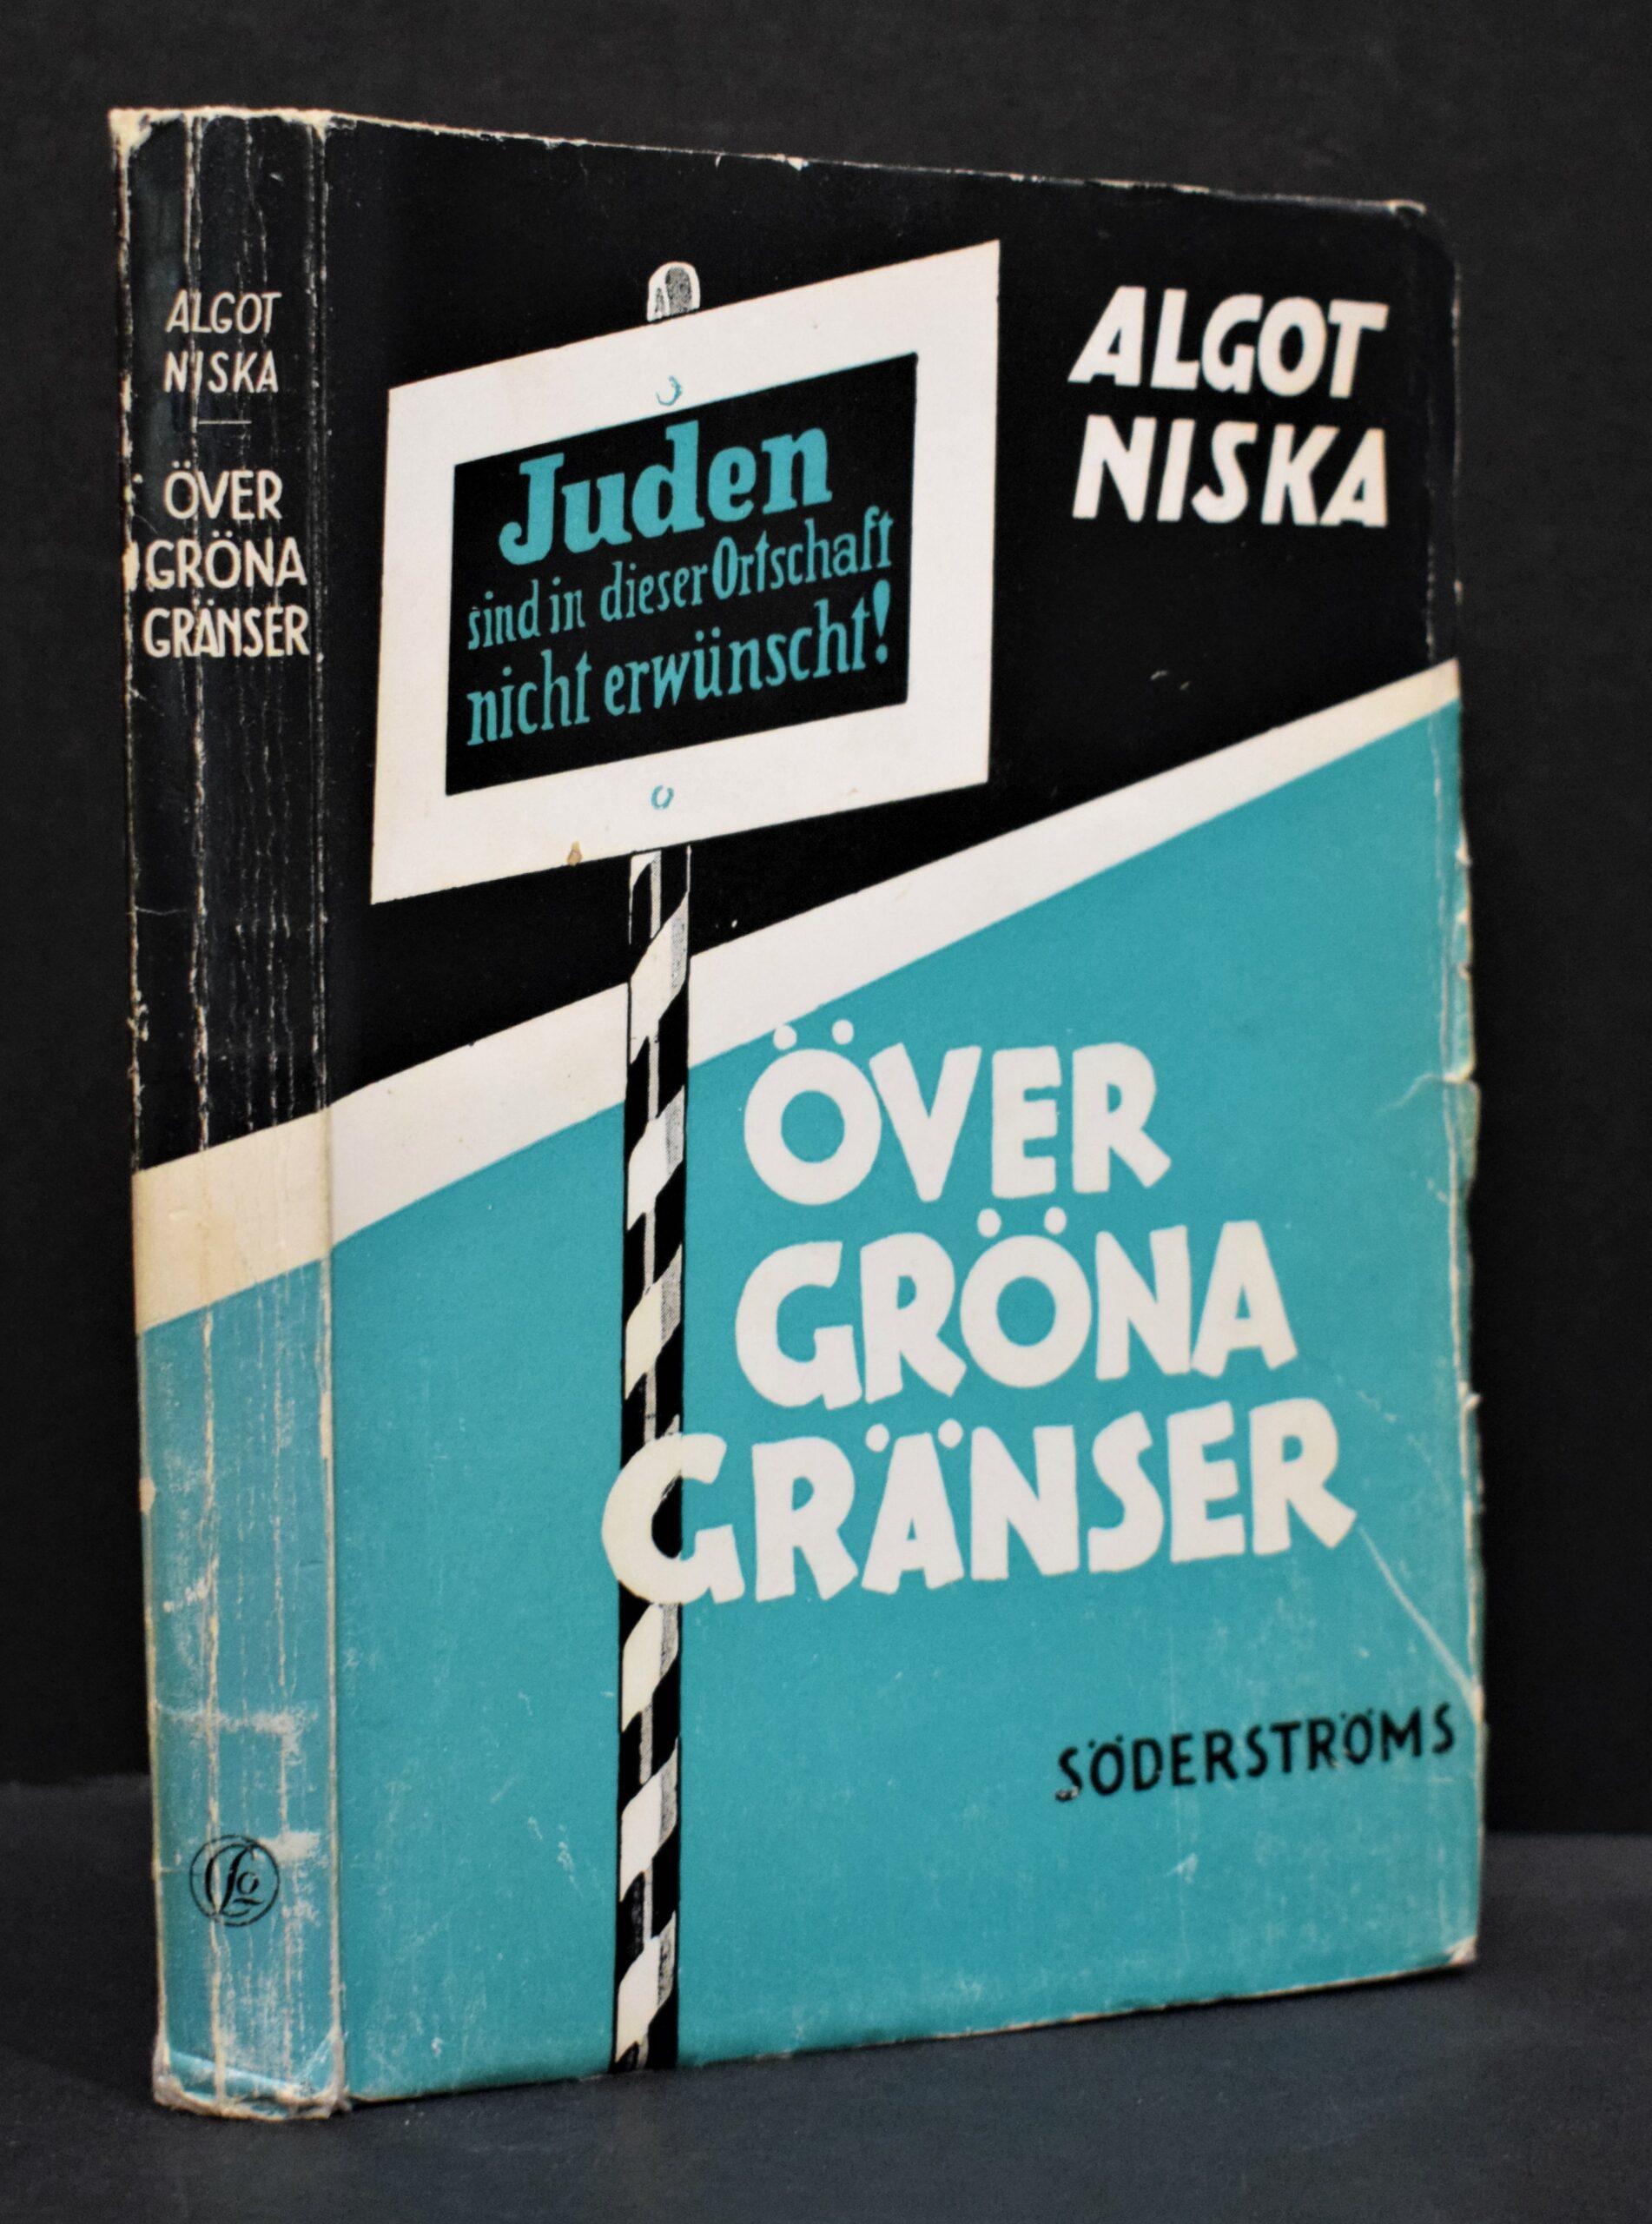 ALGOT
NISKA
ÖVER
GRÖNA
GRÄNSER
Juden
sind in dieser Ortschaft
nicht erwünscht!
ALGOT
NISKA
ÖVER
GRÖNA
GRÄNSER
SÖDERSTRÖMS